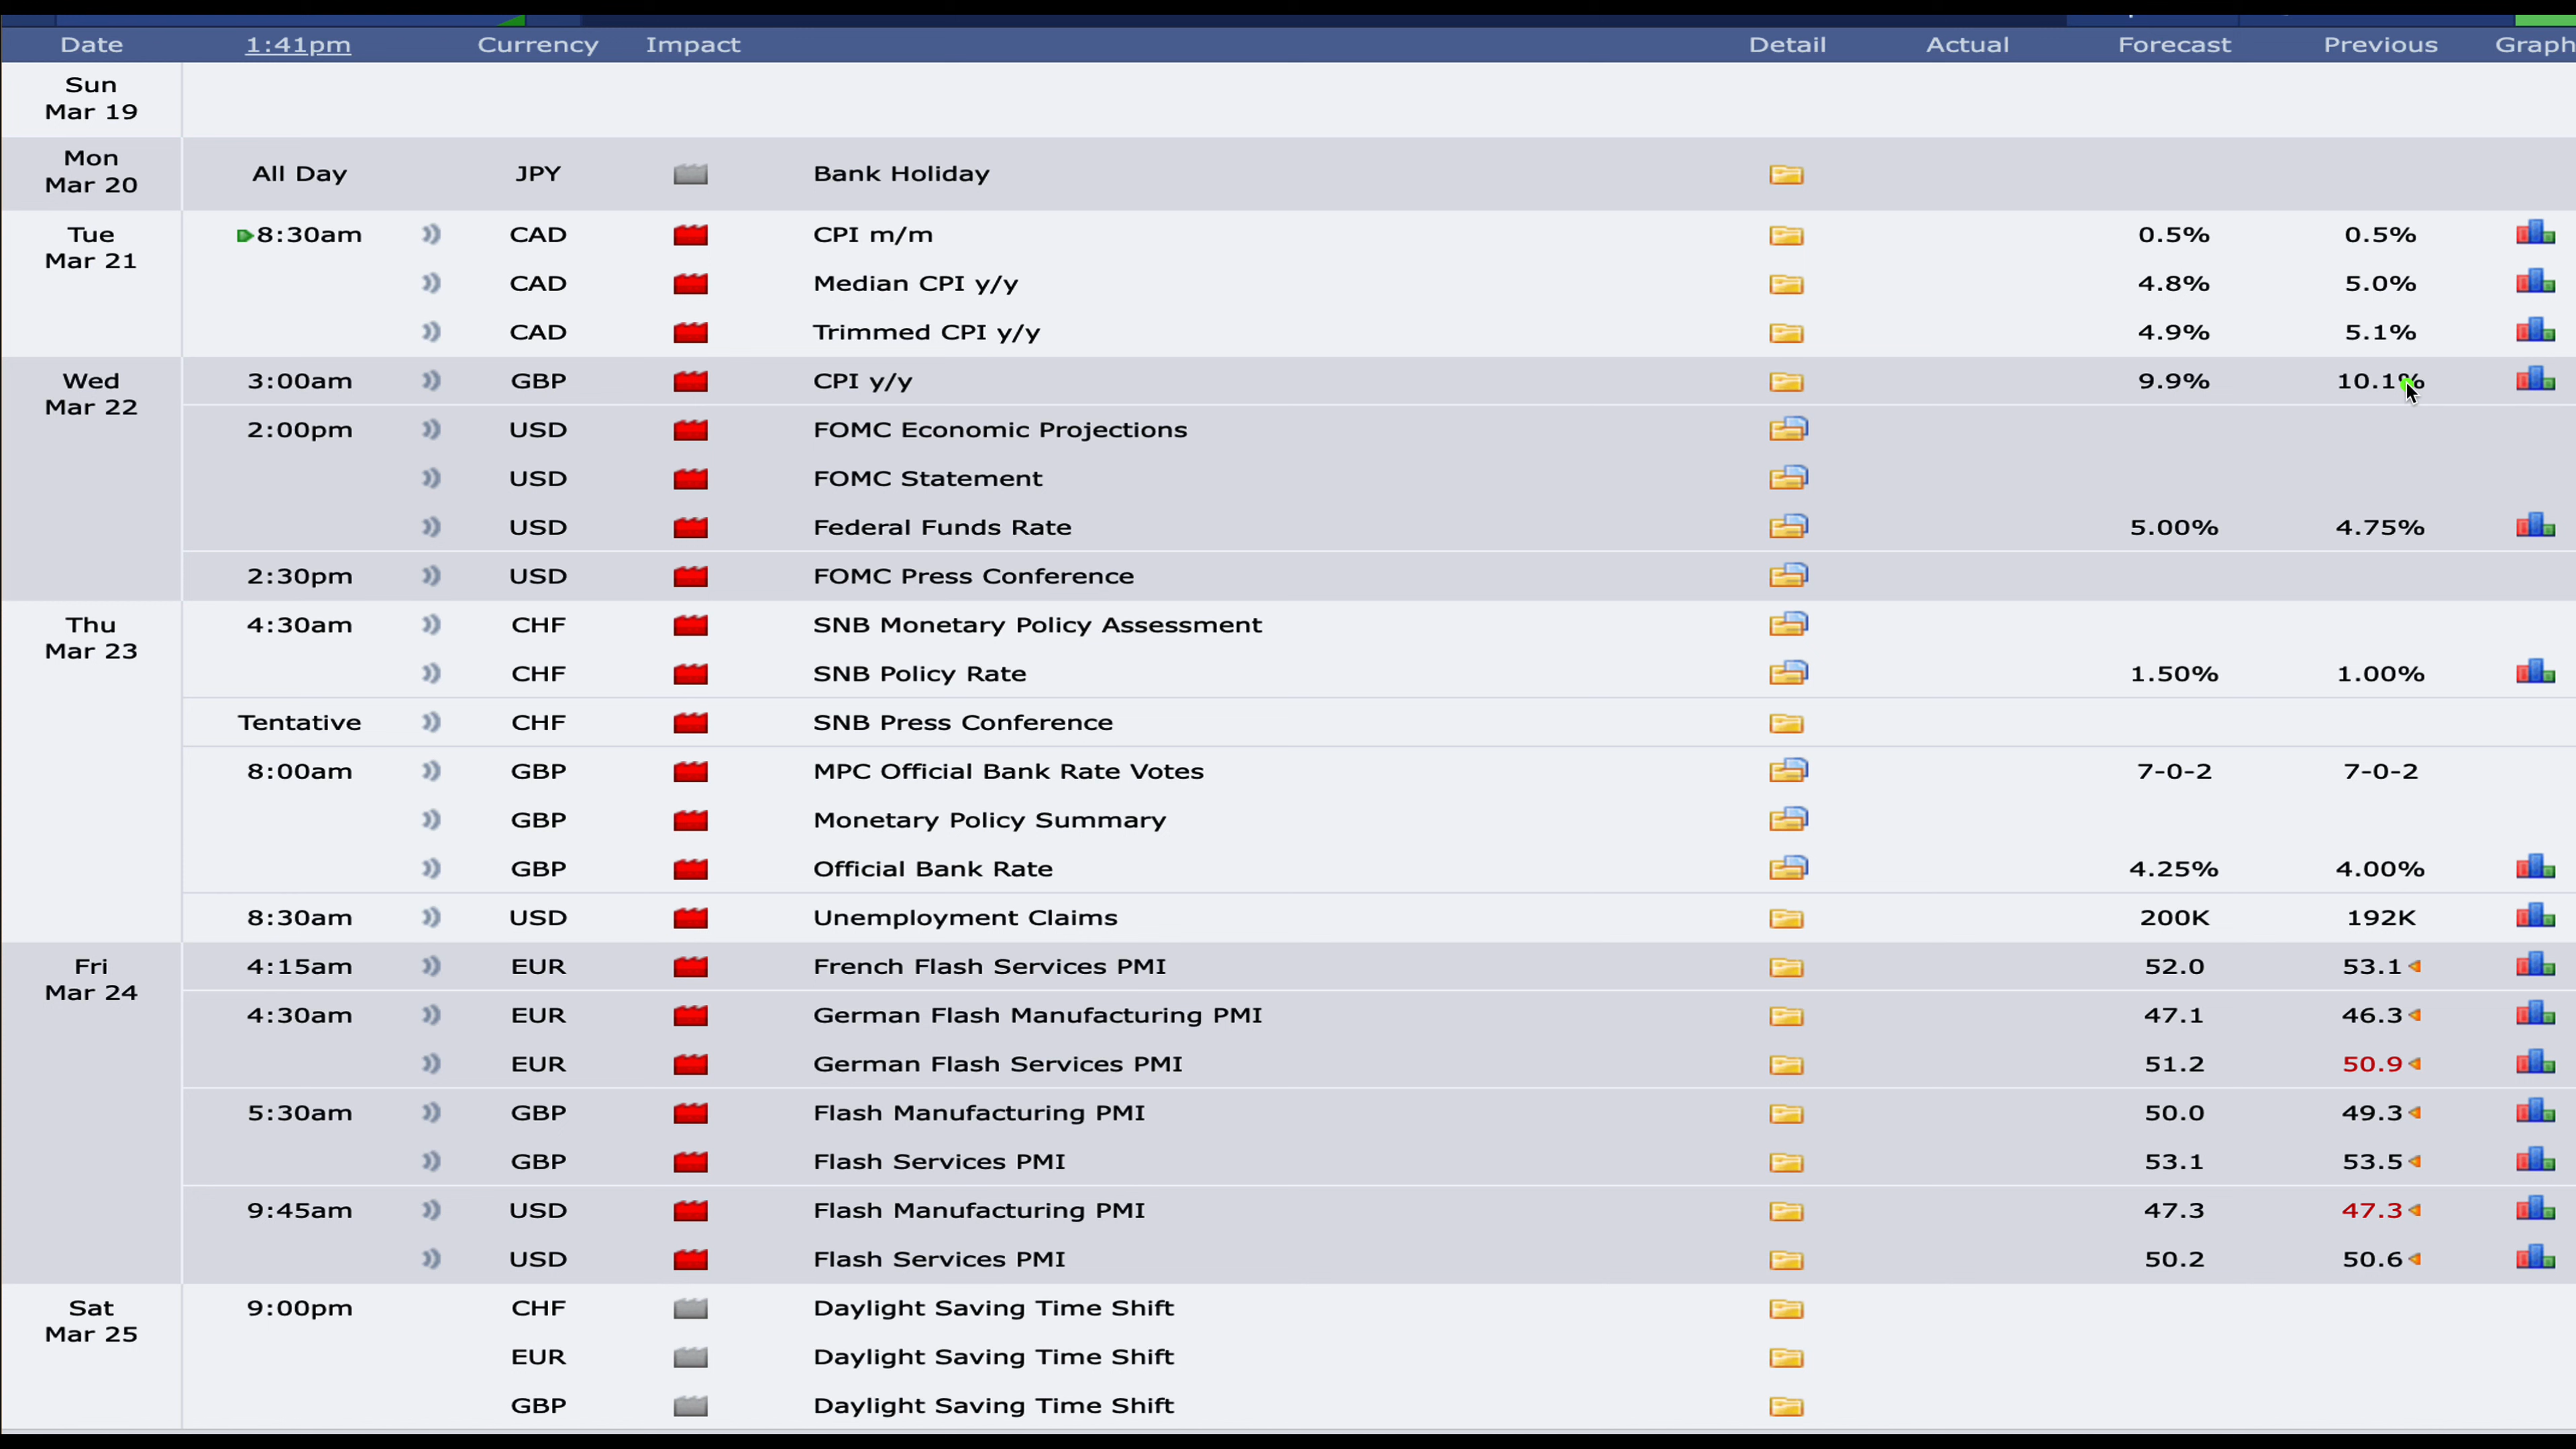 Date 1:41pm Currency Impact Detail Actual Forecast Previous Graph
Sun
Mar 19
Mon
Mar 20
All Day JPY Bank Holiday
Tue
Mar 21
8:30am CAD CPI m/m 0.5% 0.5%
CAD Median CPI y/y 4.8% 5.0%
CAD Trimmed CPI y/y 4.9% 5.1%
Wed
Mar 22
3:00am GBP CPI y/y 9.9% 10.1%
2:00pm USD FOMC Economic Projections
USD FOMC Statement
USD Federal Funds Rate 5.00% 4.75%
2:30pm USD FOMC Press Conference
Thu
Mar 23
4:30am CHF SNB Monetary Policy Assessment
CHF SNB Policy Rate 1.50% 1.00%
Tentative CHF SNB Press Conference
8:00am GBP MPC Official Bank Rate Votes 7-0-2 7-0-2
GBP Monetary Policy Summary
GBP Official Bank Rate 4.25% 4.00%
8:30am USD Unemployment Claims 200K 192K
Fri
Mar 24
4:15am EUR French Flash Services PMI 52.0 53.1
4:30am EUR German Flash Manufacturing PMI 47.1 46.3
EUR German Flash Services PMI 51.2 50.9
5:30am GBP Flash Manufacturing PMI 50.0 49.3
GBP Flash Services PMI 53.1 53.5
9:45am USD Flash Manufacturing PMI 47.3 47.3
USD Flash Services PMI 50.2 50.6
Sat
Mar 25
9:00pm CHF Daylight Saving Time Shift
EUR Daylight Saving Time Shift
GBP Daylight Saving Time Shift